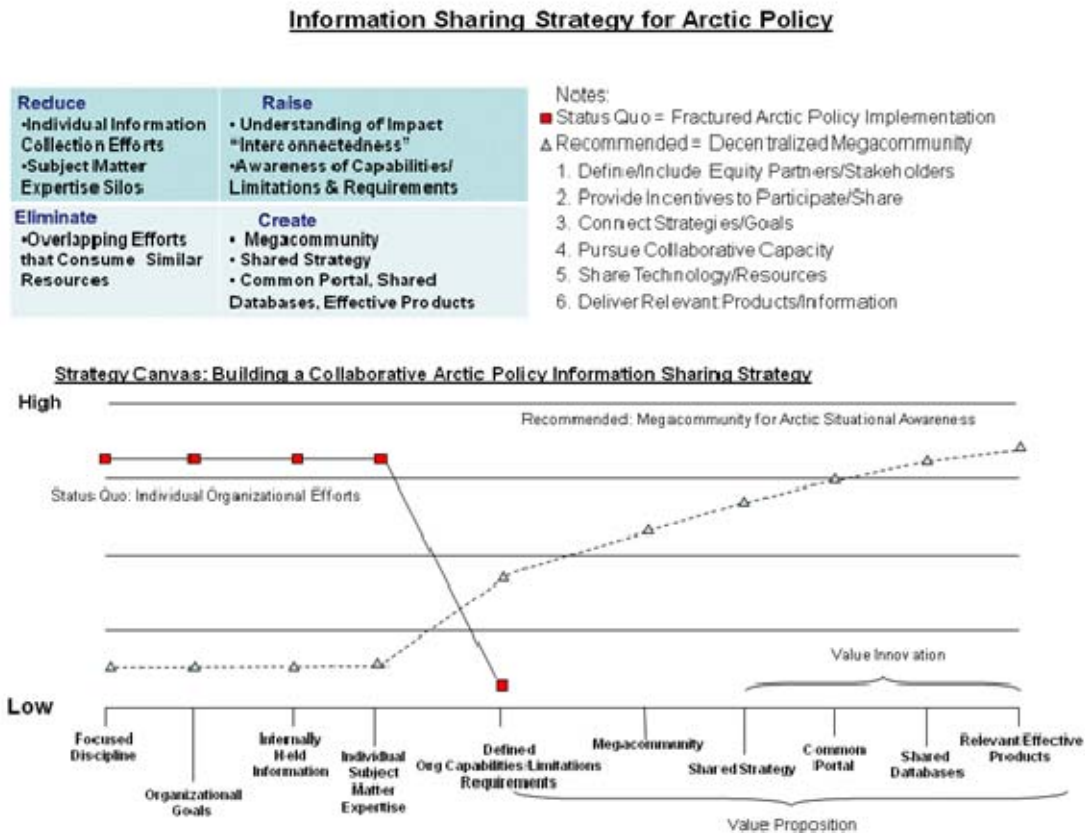 Information Sharing Strategy for Arctic Policy
Reduce
•Individual Information
Collection Efforts
•Subject Matter
Expertise Silos
Raise
• Understanding of Impact
"Interconnectedness"
•Awareness of Capabilities/
Limitations & Requirements
Eliminate
•Overlapping Efforts
that Consume Similar
Resources
Create
• Megacommunity
• Shared Strategy
• Common Portal, Shared
Databases, Effective Products
Notes:
Status Quo = Fractured Arctic Policy Implementation
Recommended = Decentralized Megacommunity
1. Define/Include Equity Partners/Stakeholders
2. Provide Incentives to Participate/Share
3. Connect Strategies/Goals
4. Pursue Collaborative Capacity
5. Share Technology/Resources
6. Deliver Relevant Products/Information
Strategy Canvas: Building a Collaborative Arctic Policy Information Sharing Strategy
High
Recommended: Megacommunity for Arctic Situational Awareness
Status Quo: Individual Organizational Efforts
Value Innovation
Low
Focused
Discipline
Organizational
Goals
Internally
Held
Information
Individual
Subject
Matter
Expertise
Defined
Org Capabilities-Limitations
Requirements
Megacommunity
Shared Strategy
Common
Portal
Shared
Databases
Relevant Effective
Products
Value Proposition